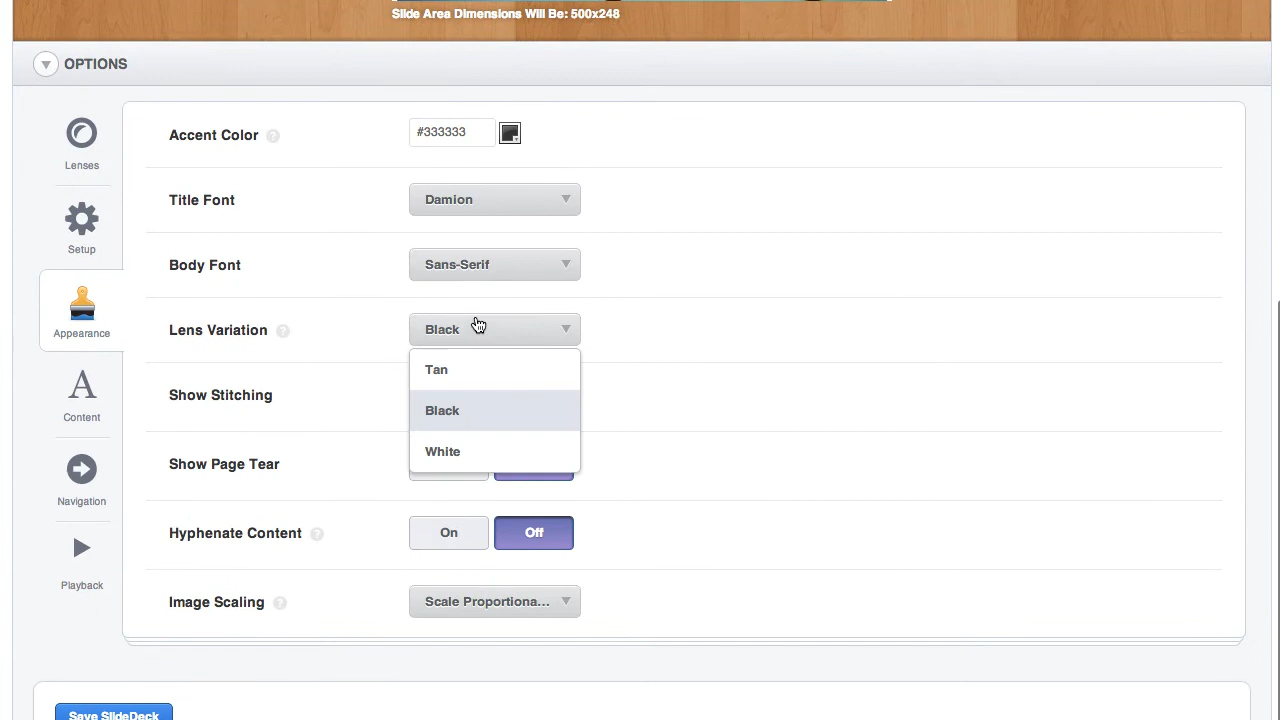 Slide Area Dimensions Will Be: 500x248
OPTIONS
Lenses
Setup
Appearance
Content
Navigation
Playback
Accent Color ?
#333333
Title Font
Damion
Body Font
Sans-Serif
Lens Variation ?
Black
Tan
Black
White
Show Stitching
Show Page Tear
Hyphenate Content ?
On
Off
Image Scaling ?
Scale Proportiona...
Save SlideDeck